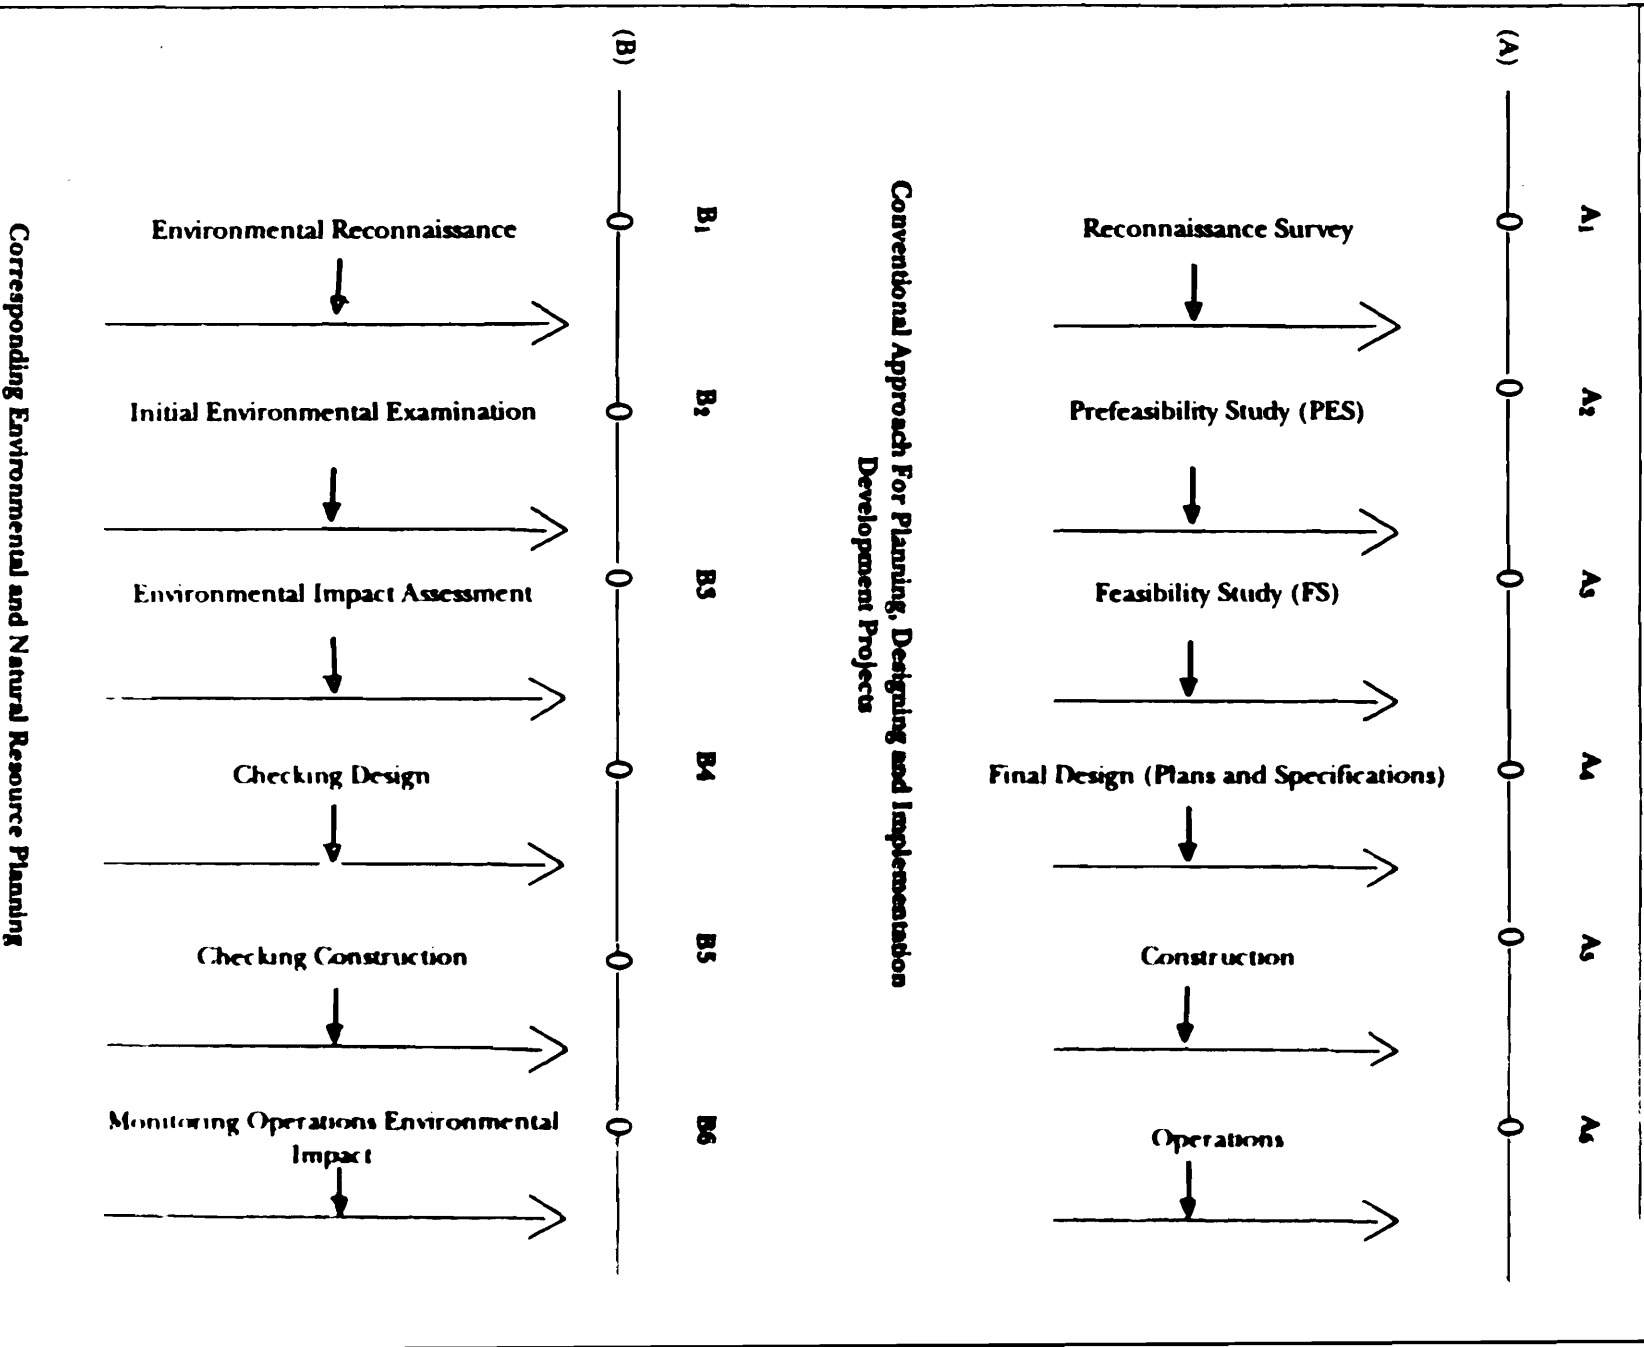 (A)
A1
A2
A3
A4
A5
A6
Reconnaissance Survey
Prefeasibility Study (PES)
Feasibility Study (FS)
Final Design (Plans and Specifications)
Construction
Operations
Conventional Approach For Planning, Designing and Implementation
Development Projects
(B)
B1
B2
B3
B4
B5
B6
Environmental Reconnaissance
Initial Environmental Examination
Environmental Impact Assessment
Checking Design
Checking Construction
Monitoring Operations Environmental
Impact
Corresponding Environmental and Natural Resource Planning